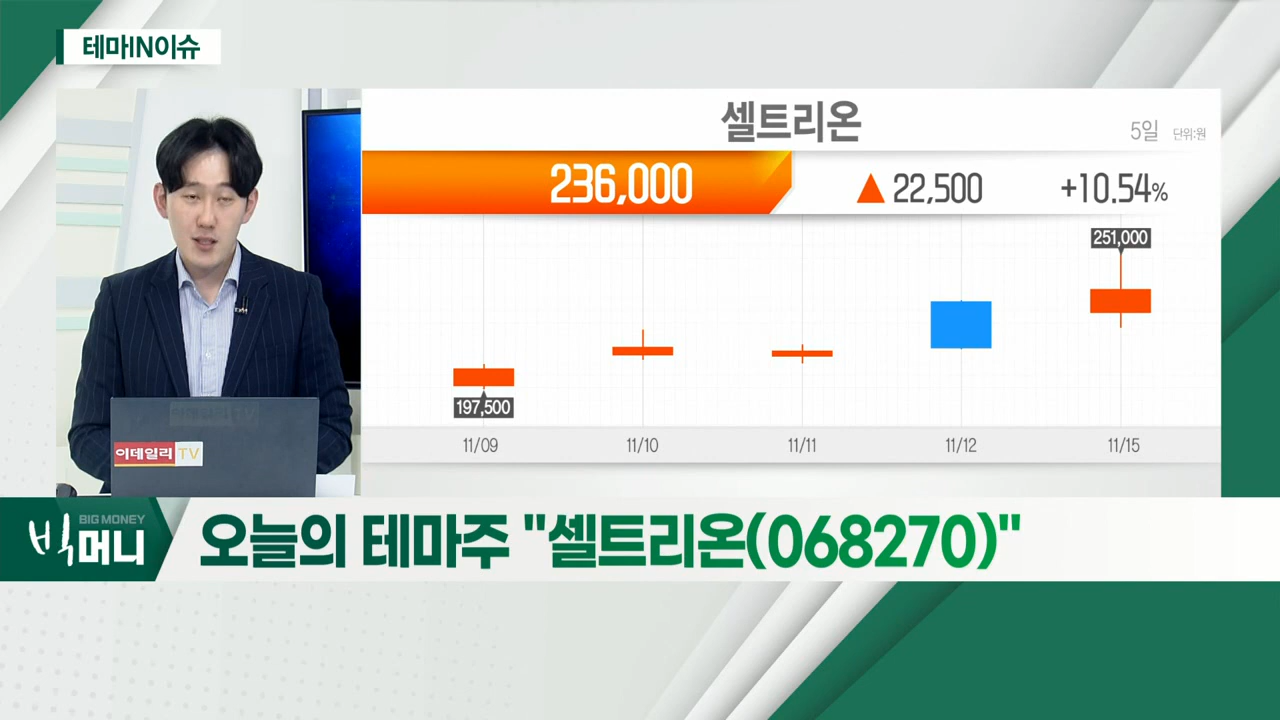 테마IN이슈
셀트리온
5일 단위:원
236,000 ▲ 22,500 +10.54%
251,000
197,500
11/09 11/10 11/11 11/12 11/15
이데일리TV
BIG MONEY
빅머니
오늘의 테마주 "셀트리온(068270)"